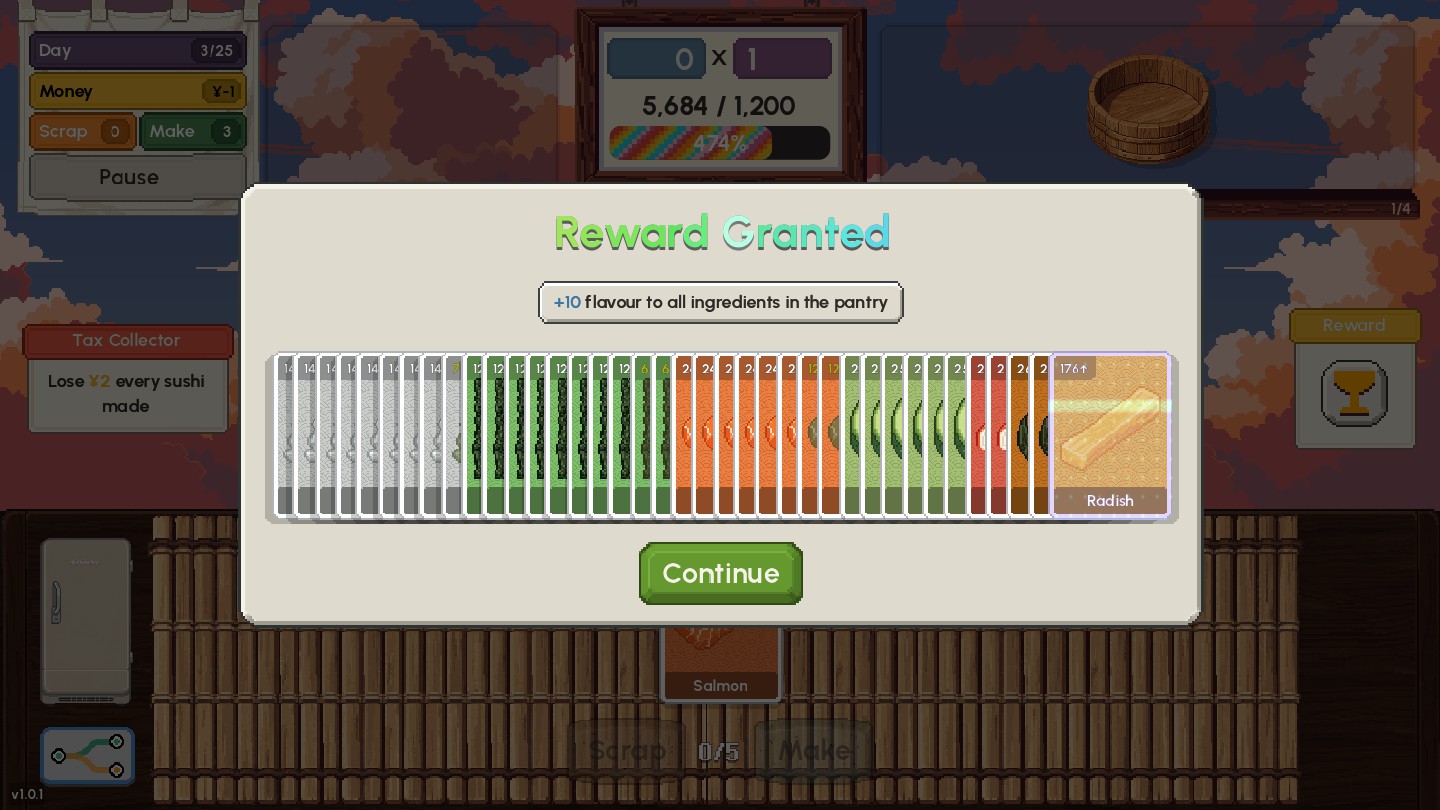 Day 3/25
Money ¥-1
Scrap 0
Make 3
Pause
0 x 1
5,684 / 1,200
474%
1/4
Reward Granted
+10 flavour to all ingredients in the pantry
Tax Collector
Lose ¥2 every sushi
made
Reward
176↑
Radish
Continue
Salmon
Scrap 0/5 Make
v1.0.1